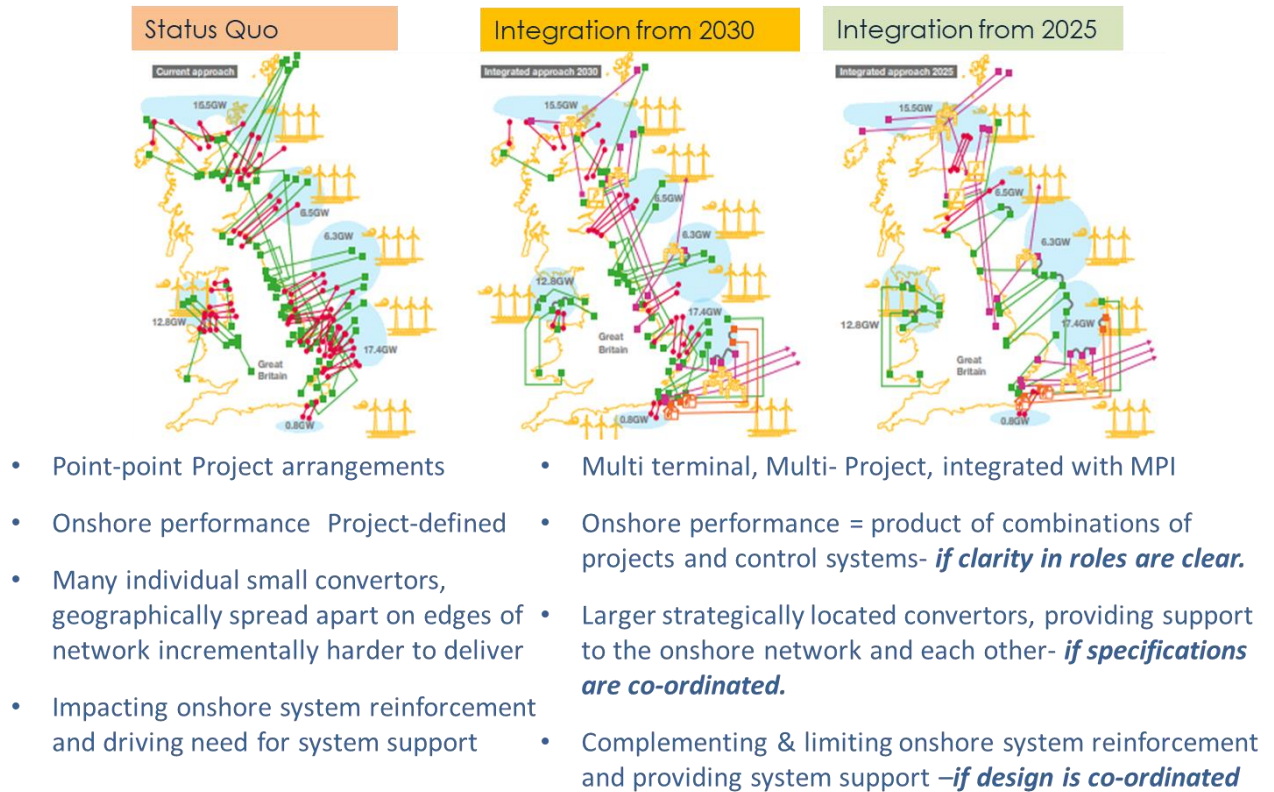 Status Quo
Integration from 2030
Integration from 2025
Current approach
15.5GW
6.5GW
6.3GW
12.8GW
17.4GW
Great
Britain
0.8GW
Integrated approach 2030
15.5GW
6.5GW
6.3GW
12.8GW
17.4GW
Great
Britain
0.8GW
Integrated approach 2025
15.5GW
6.5GW
6.3GW
12.8GW
17.4GW
Great
Britain
0.8GW
• Point-point Project arrangements
• Onshore performance Project-defined
• Many individual small convertors,
geographically spread apart on edges of
network incrementally harder to deliver
• Impacting onshore system reinforcement
and driving need for system support
• Multi terminal, Multi- Project, integrated with MPI
• Onshore performance = product of combinations of
projects and control systems- if clarity in roles are clear.
• Larger strategically located convertors, providing support
to the onshore network and each other- if specifications
are co-ordinated.
• Complementing & limiting onshore system reinforcement
and providing system support –if design is co-ordinated